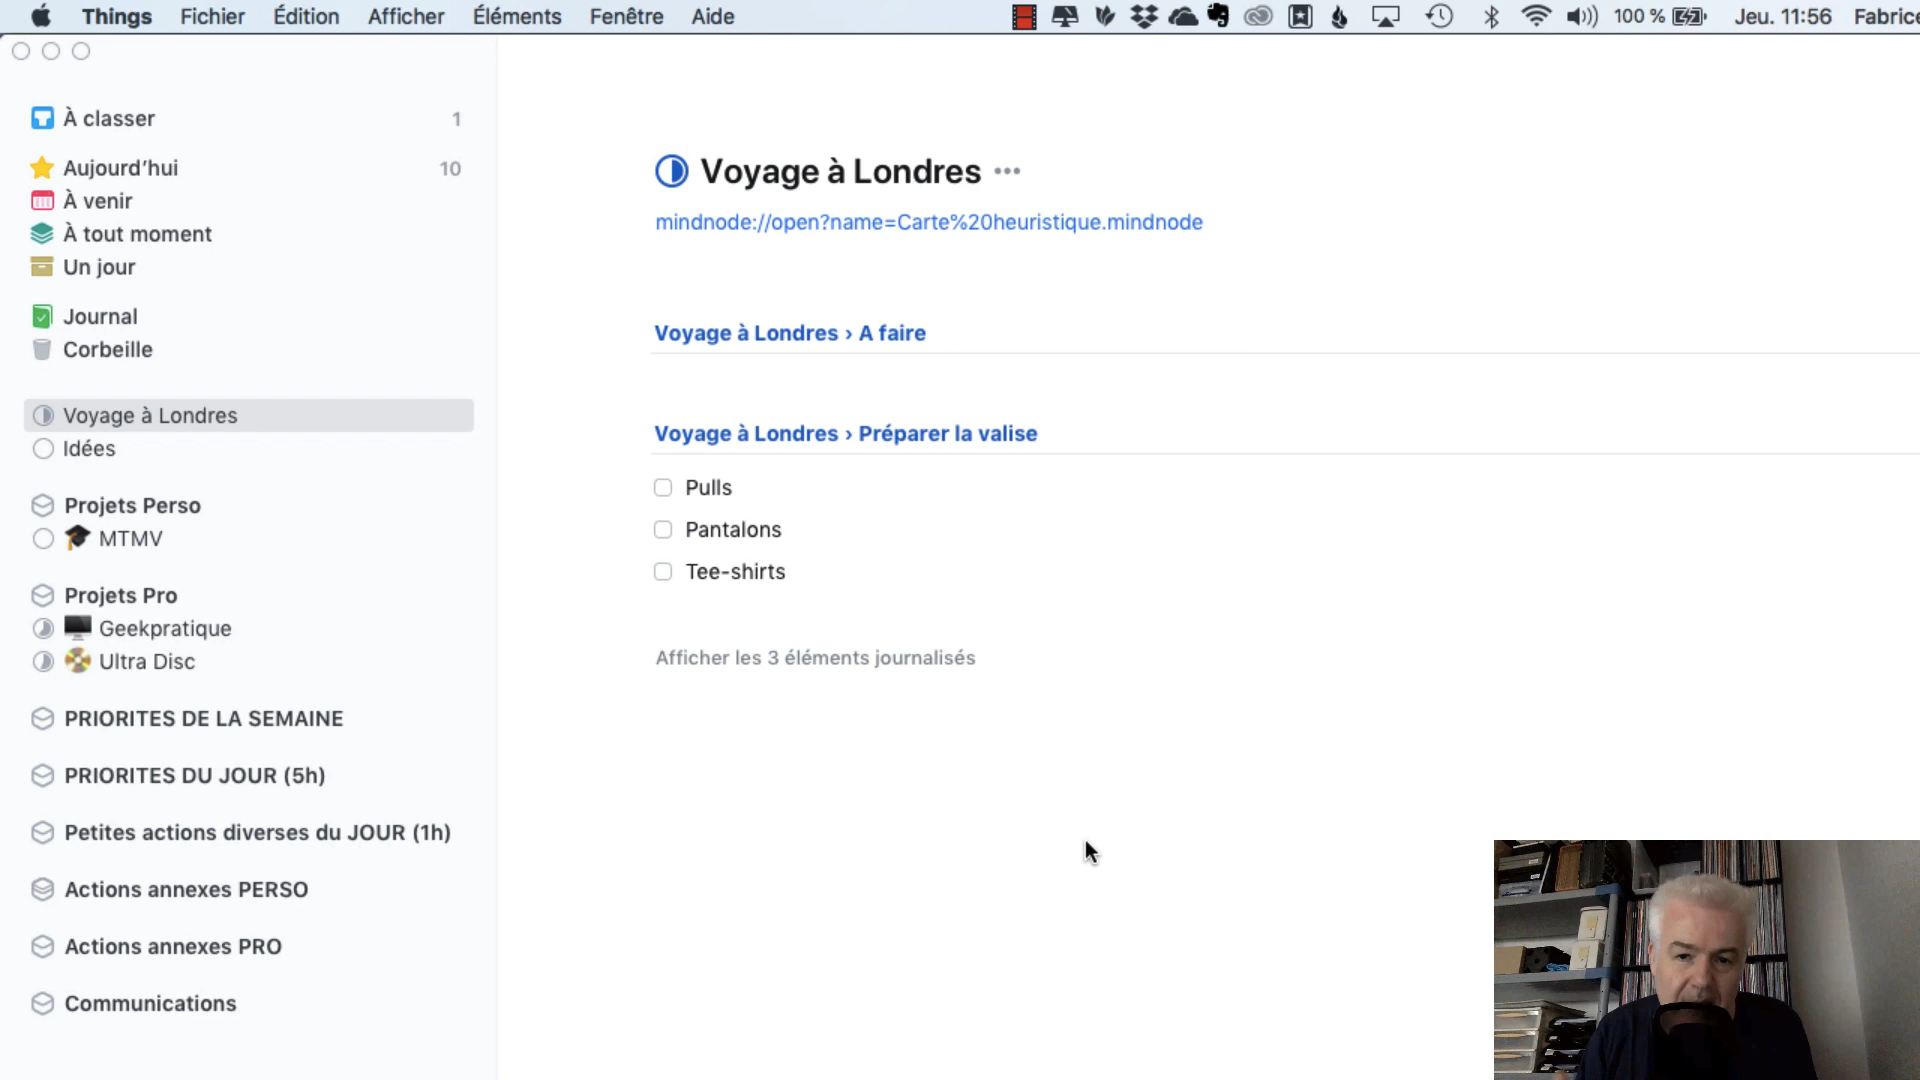 Things Fichier Édition Afficher Éléments Fenêtre Aide 100 % Jeu. 11:56 Fabrice
À classer 1
Aujourd'hui 10
À venir
À tout moment
Un jour
Journal
Corbeille
Voyage à Londres
Idées
Projets Perso
MTMV
Projets Pro
Geekpratique
Ultra Disc
PRIORITES DE LA SEMAINE
PRIORITES DU JOUR (5h)
Petites actions diverses du JOUR (1h)
Actions annexes PERSO
Actions annexes PRO
Communications
Voyage à Londres •••
mindnode://open?name=Carte%20heuristique.mindnode
Voyage à Londres › A faire
Voyage à Londres › Préparer la valise
Pulls
Pantalons
Tee-shirts
Afficher les 3 éléments journalisés